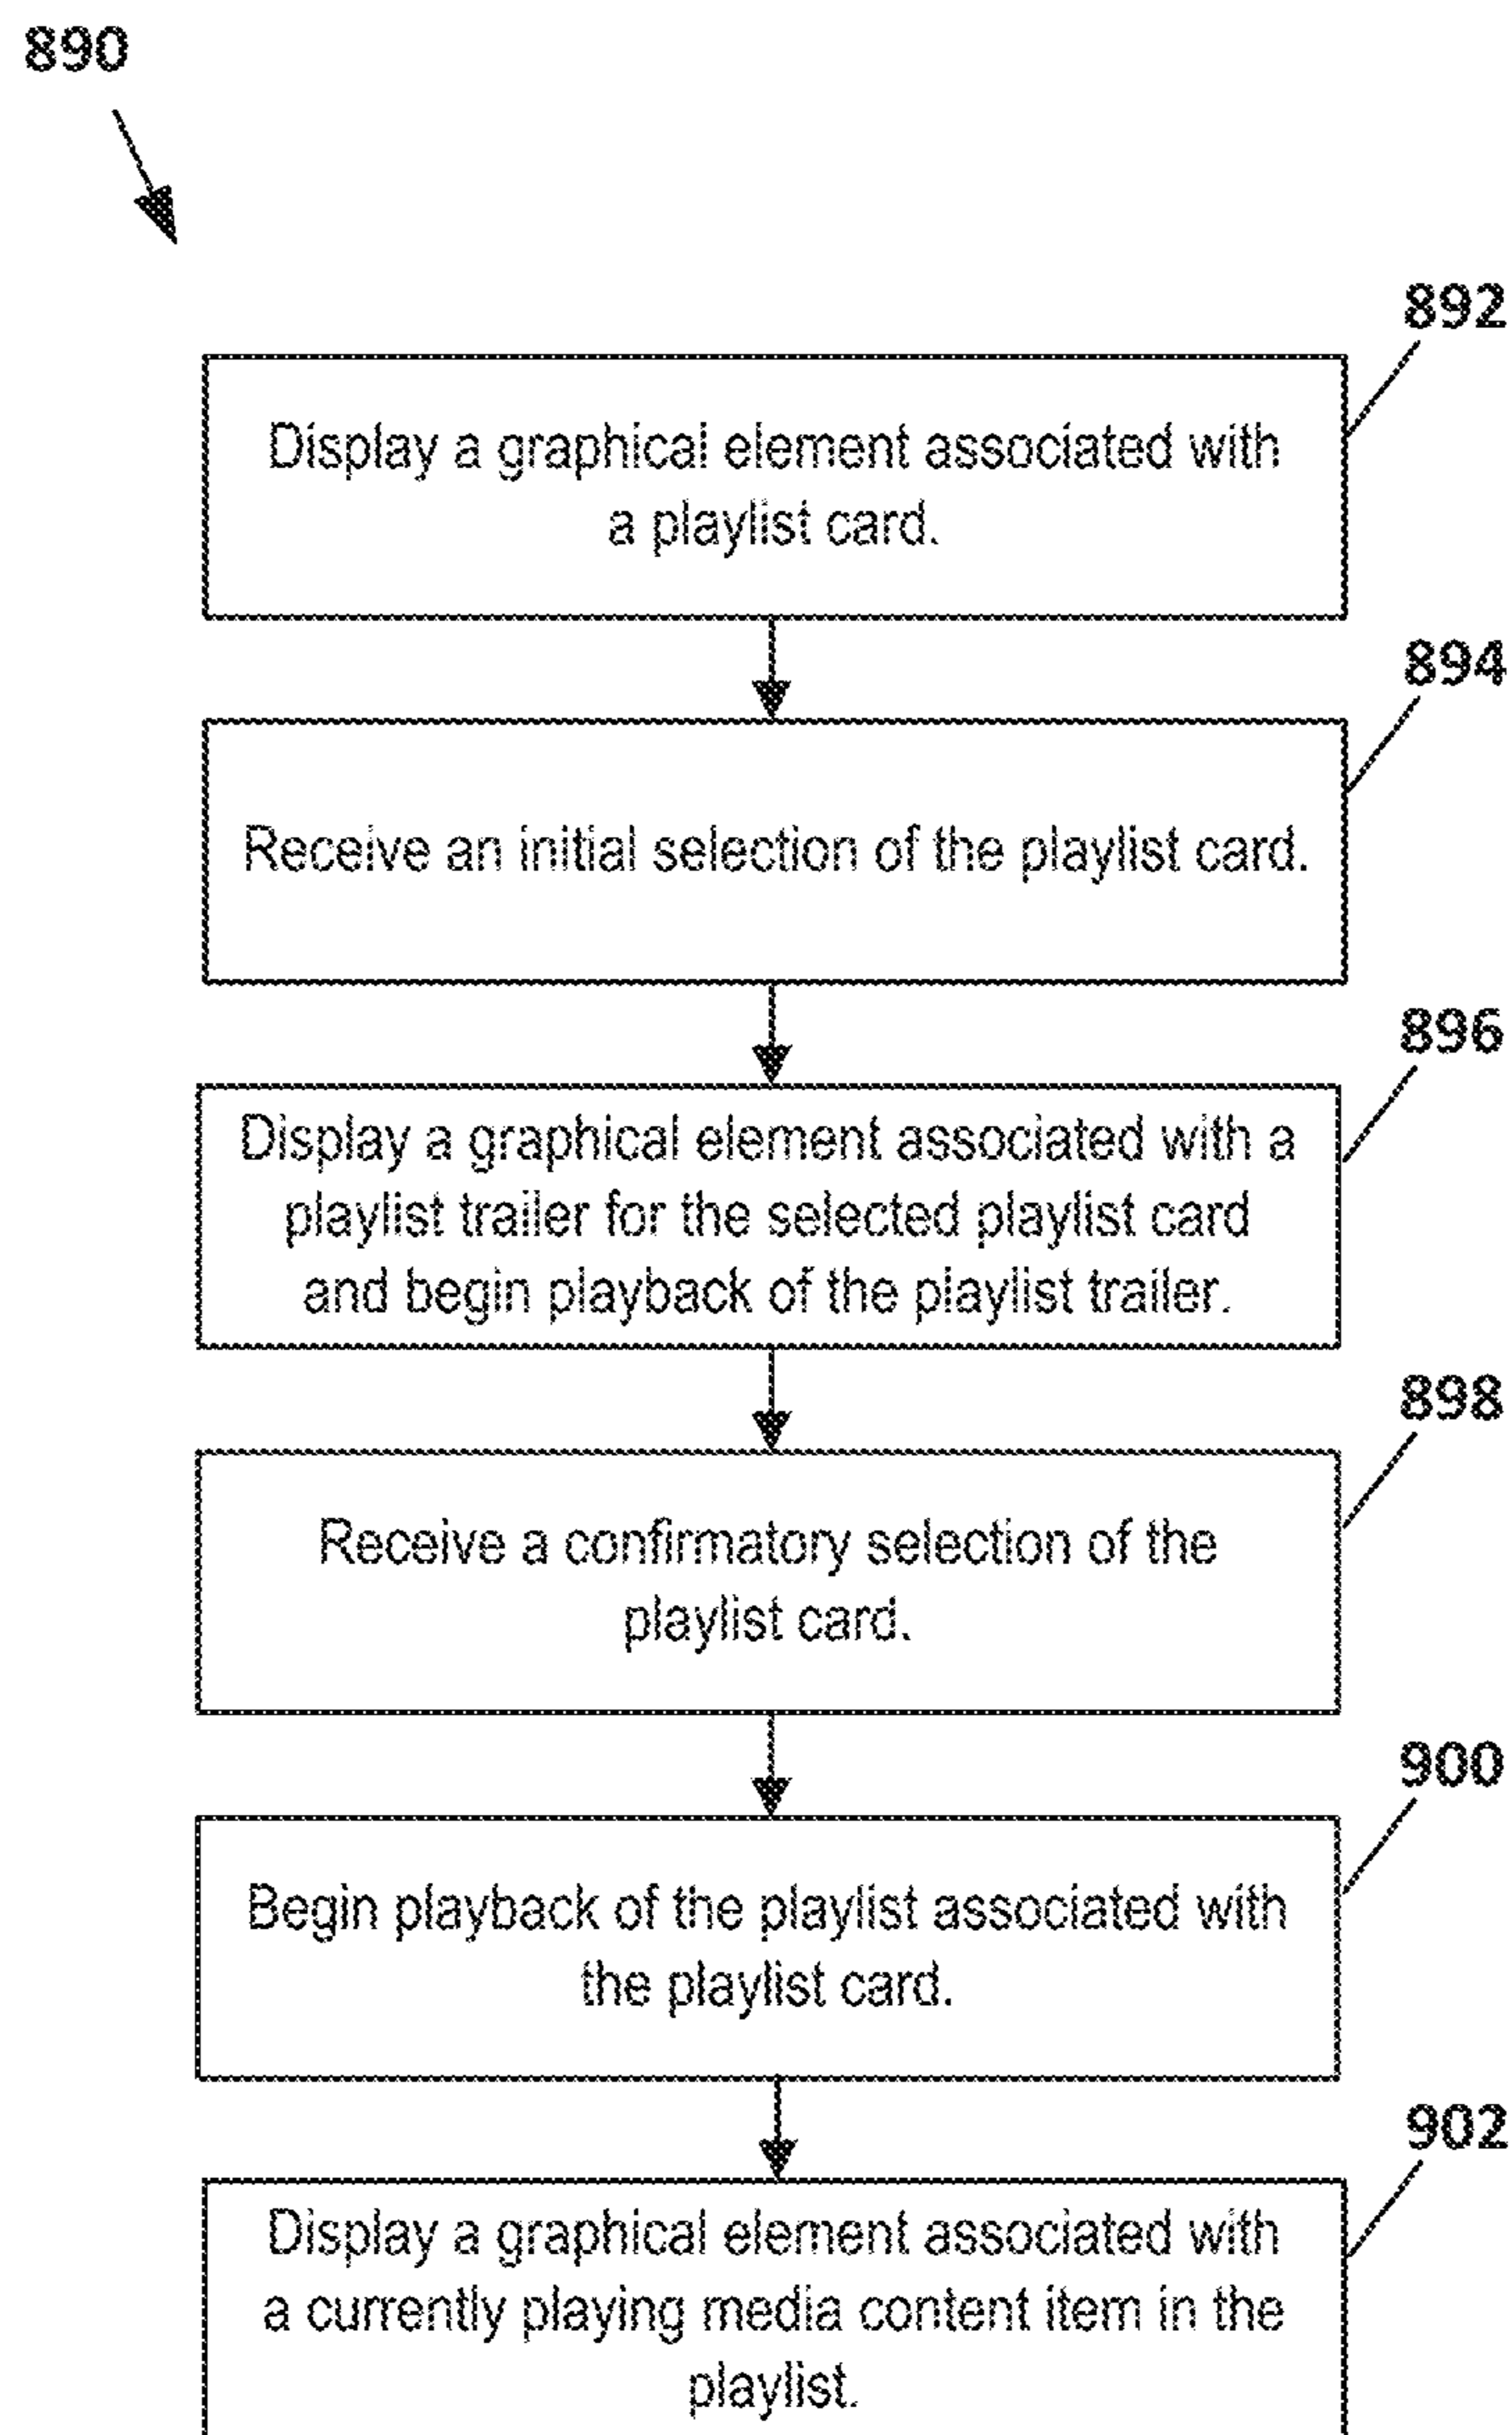 890
892
Display a graphical element associated with
a playlist card.
894
Receive an initial selection of the playlist card.
896
Display a graphical element associated with a
playlist trailer for the selected playlist card
and begin playback of the playlist trailer.
898
Receive a confirmatory selection of the
playlist card.
900
Begin playback of the playlist associated with
the playlist card.
902
Display a graphical element associated with
a currently playing media content item in the
playlist.